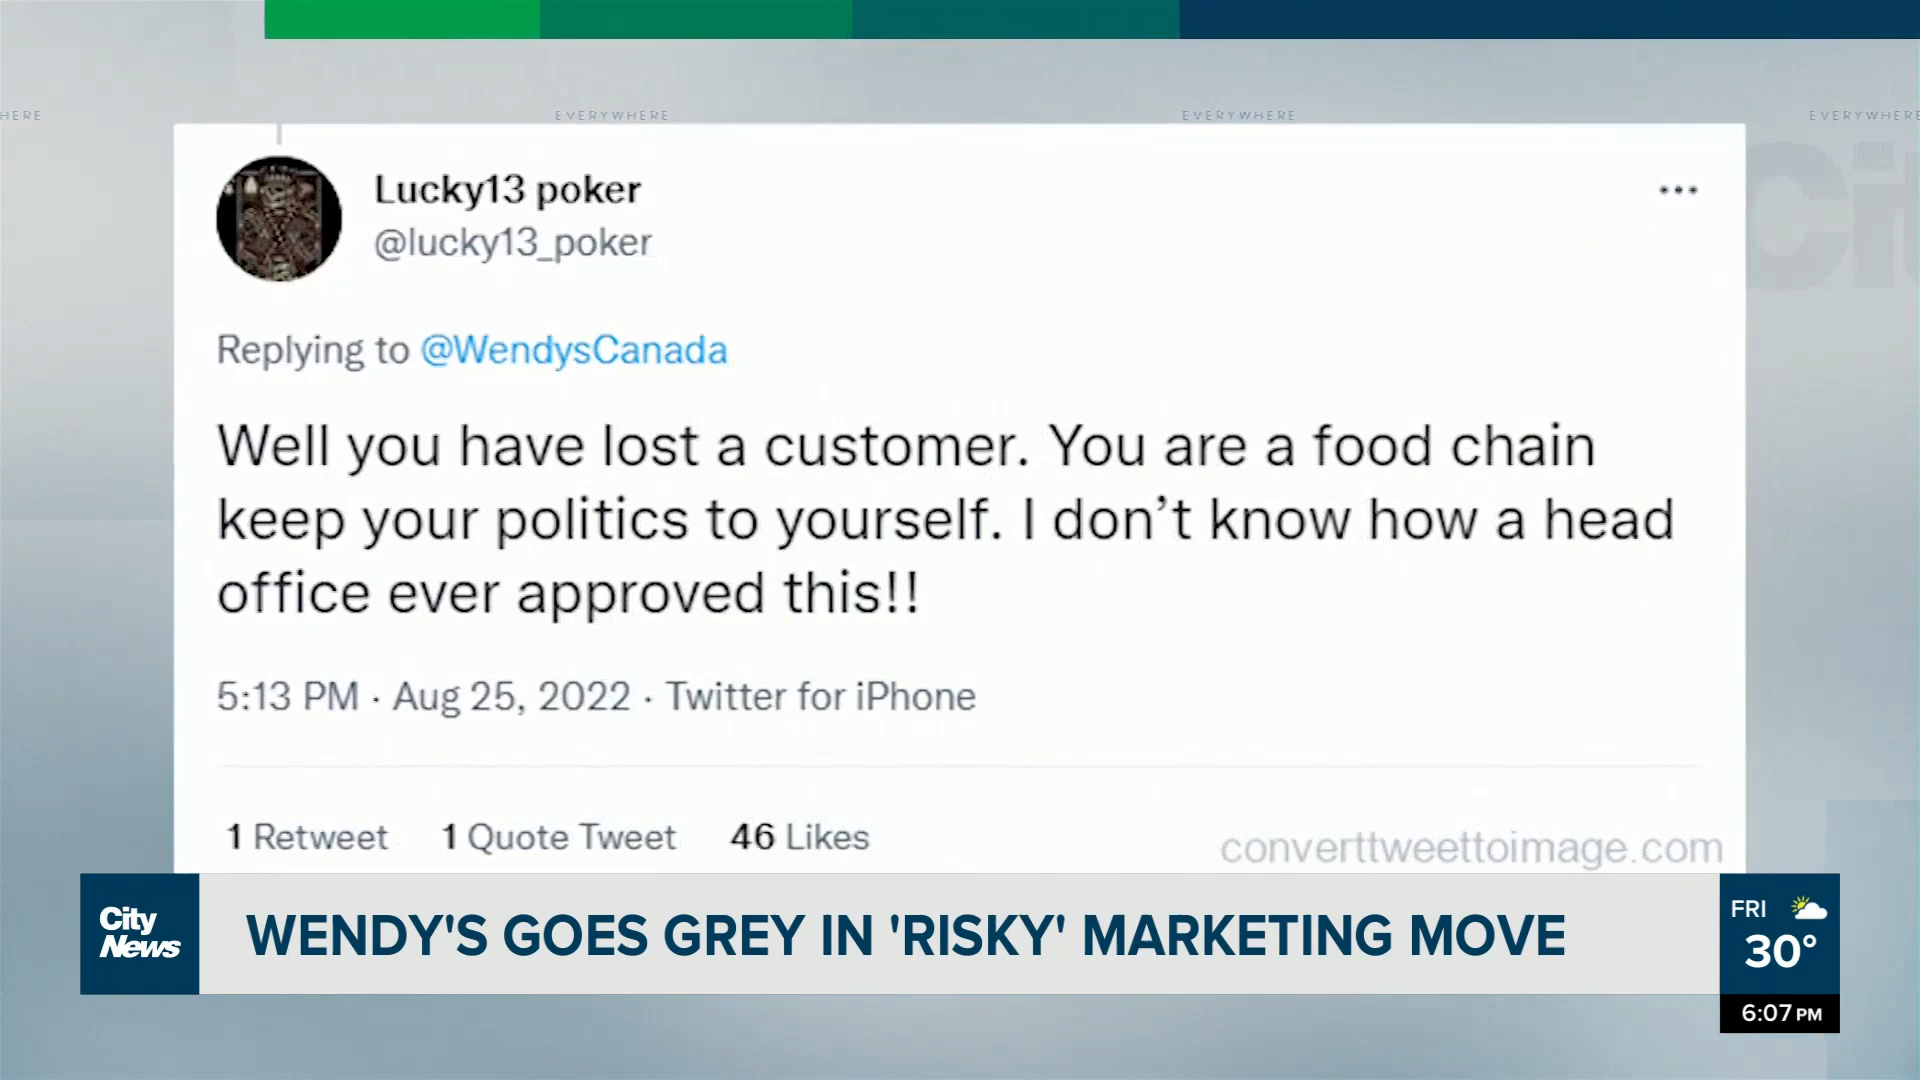 HERE
EVERYWHERE
EVERYWHERE
EVERYWHERE
Lucky13 poker
@lucky13_poker
Replying to @WendysCanada
Well you have lost a customer. You are a food chain
keep your politics to yourself. I don’t know how a head
office ever approved this!!
5:13 PM · Aug 25, 2022 · Twitter for iPhone
1 Retweet 1 Quote Tweet 46 Likes
converttweettoimage.com
City
News
WENDY'S GOES GREY IN 'RISKY' MARKETING MOVE
FRI
30°
6:07 PM